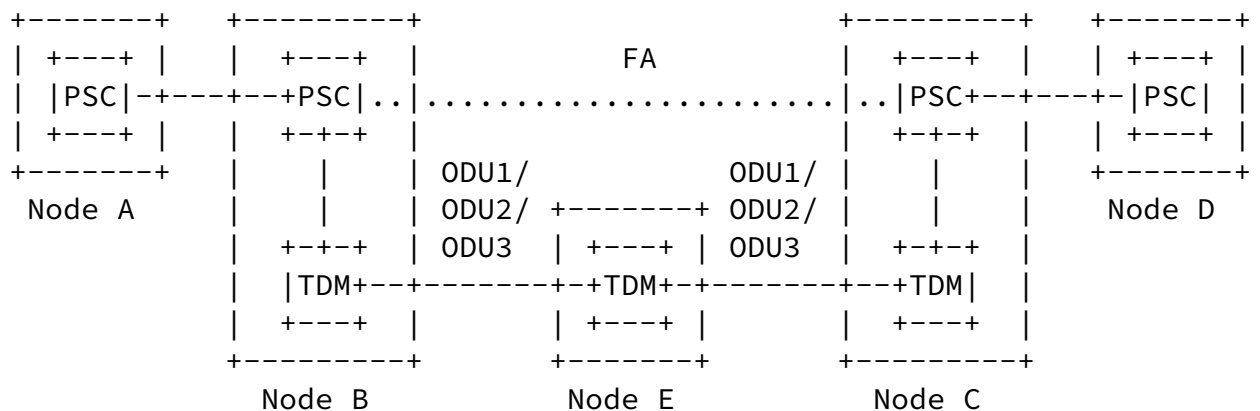 FA
PSC PSC PSC PSC
ODU1/ ODU1/
Node A ODU2/ ODU2/ Node D
ODU3 ODU3
TDM TDM TDM
Node B Node E Node C